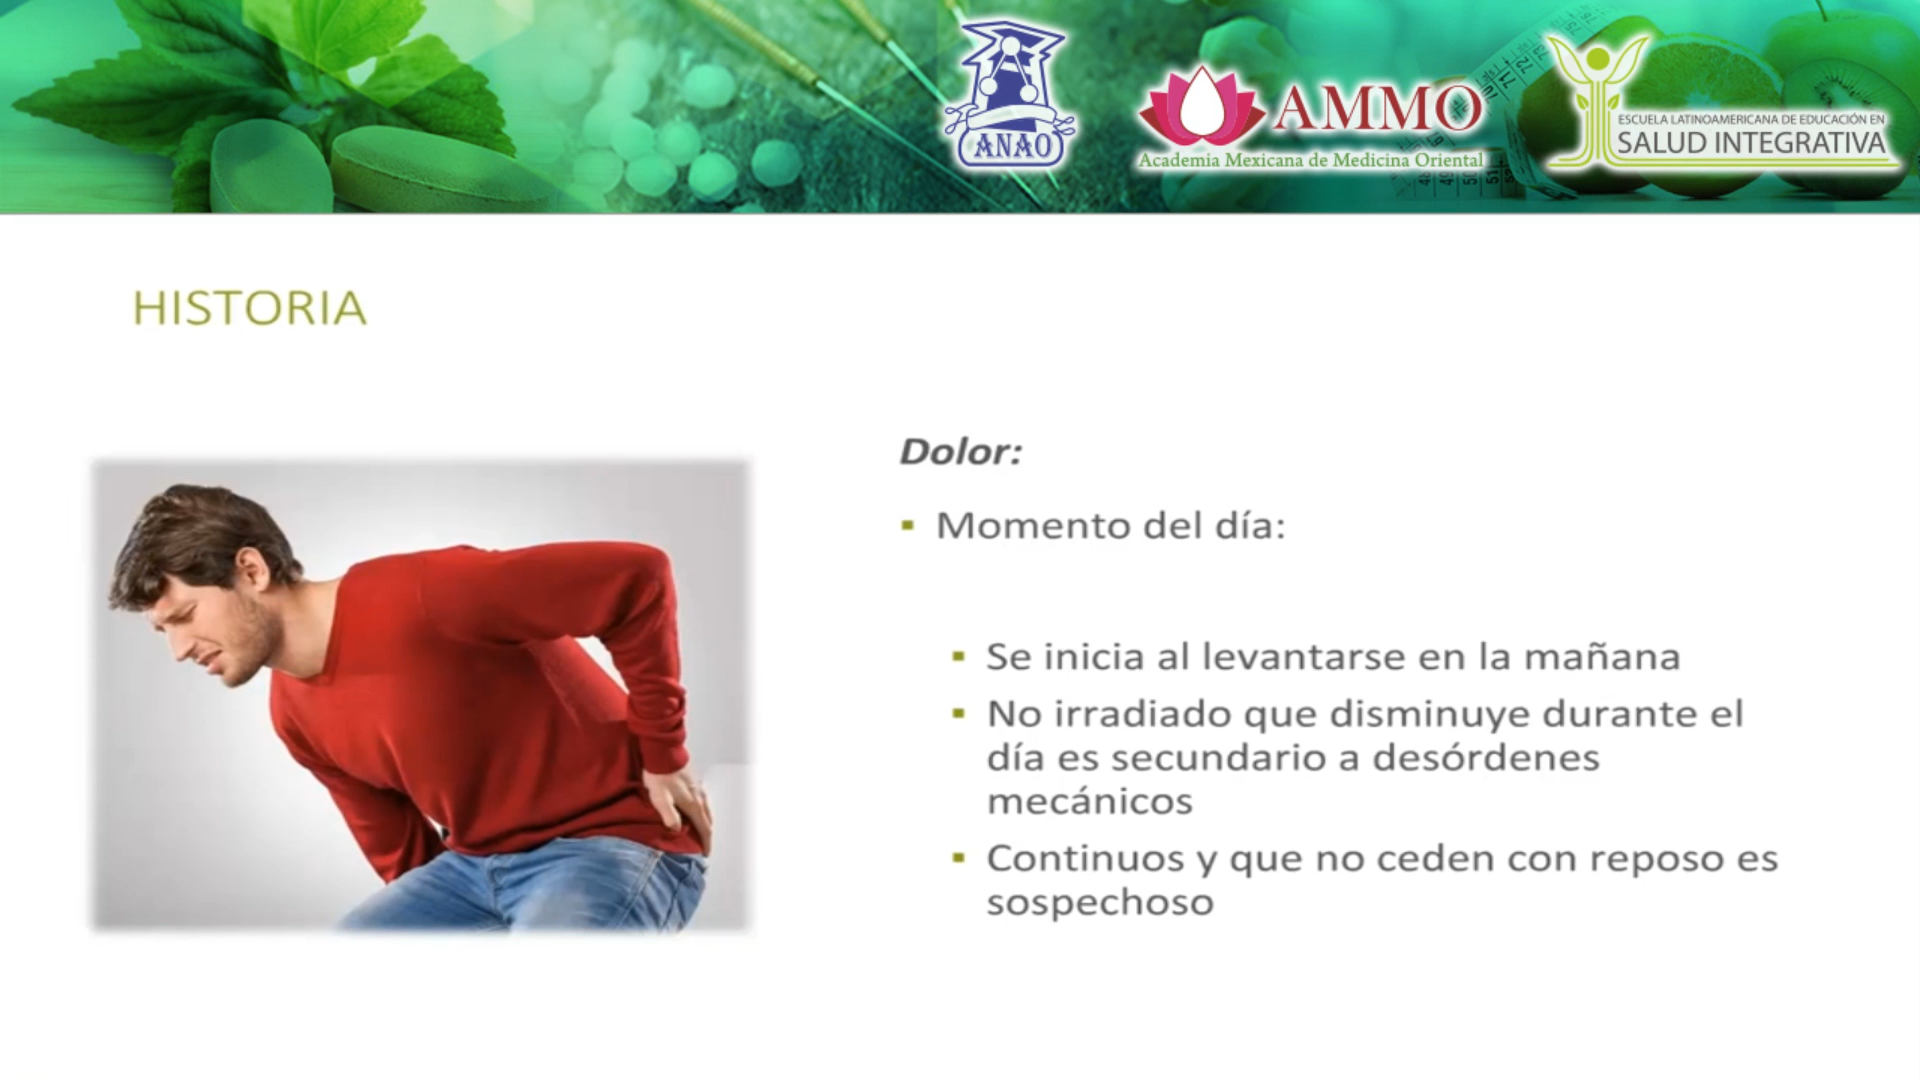 ANAO
AMMO
Academia Mexicana de Medicina Oriental
ESCUELA LATINOAMERICANA DE EDUCACIÓN EN
SALUD INTEGRATIVA
HISTORIA
Dolor:
Momento del día:
Se inicia al levantarse en la mañana
No irradiado que disminuye durante el
día es secundario a desórdenes
mecánicos
Continuos y que no ceden con reposo es
sospechoso